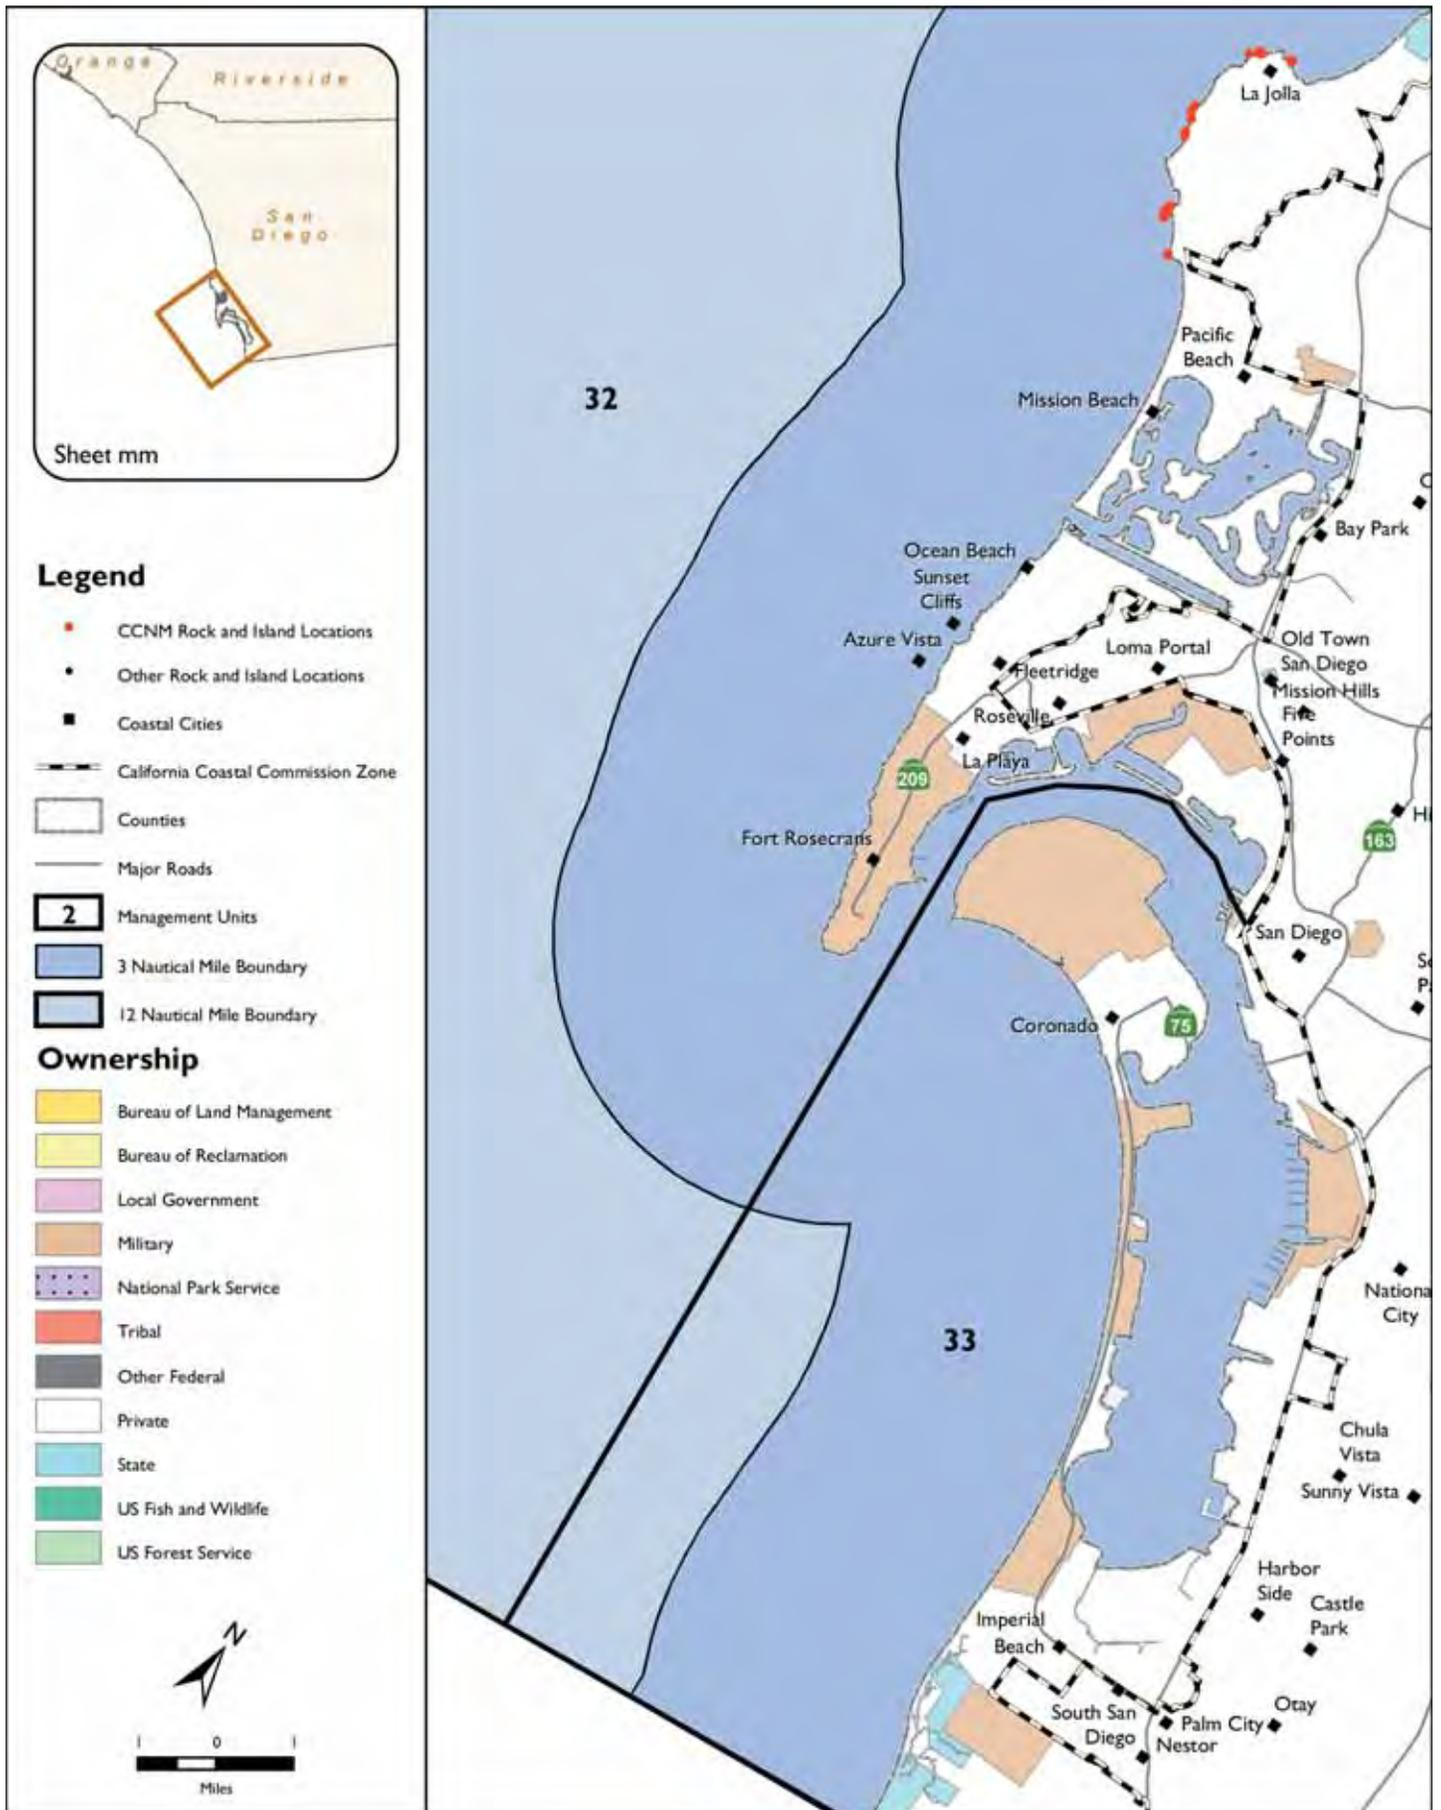 Orange
Riverside
San
Diego
Sheet mm
Legend
CCNM Rock and Island Locations
Other Rock and Island Locations
Coastal Cities
California Coastal Commission Zone
Counties
Major Roads
2 Management Units
3 Nautical Mile Boundary
12 Nautical Mile Boundary
Ownership
Bureau of Land Management
Bureau of Reclamation
Local Government
Military
National Park Service
Tribal
Other Federal
Private
State
US Fish and Wildlife
US Forest Service
N
1 0 1
Miles
La Jolla
Pacific
Beach
32
Mission Beach
Bay Park
Ocean Beach
Sunset
Cliffs
Azure Vista
Loma Portal
Old Town
San Diego
Fleetridge
Mission Hills
Roseville
Five
Points
La Playa
209
Fort Rosecrans
163
San Diego
Coronado
75
Nationa
City
33
Chula
Vista
Sunny Vista
Harbor
Side
Castle
Park
Imperial
Beach
South San
Diego
Palm City
Otay
Nestor